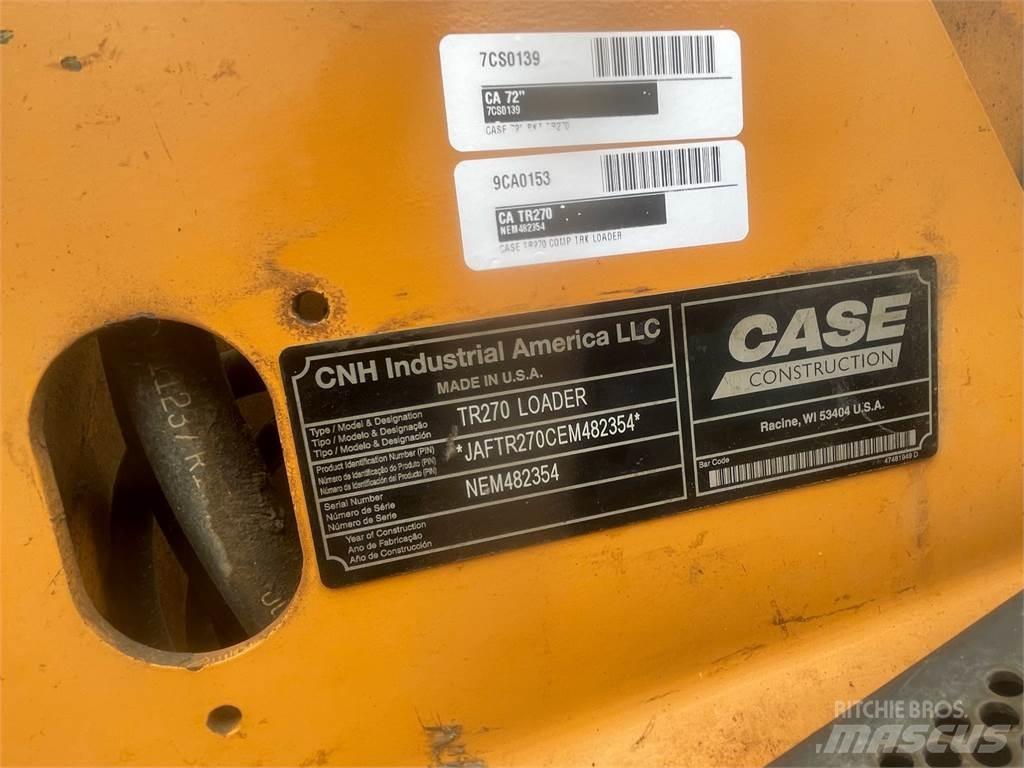 7CS0139
CA 72"
7CS0139
CASE 72" BKT TR270
9CA0153
CA TR270
NEM482354
CASE TR270 COMP TRK LOADER
CNH Industrial America LLC
MADE IN U.S.A.
Type / Model & Designation
Tipo / Modelo & Designação
Tipo / Modelo & Designación
TR270 LOADER
Product Identification Number (PIN)
Número de Identificação do Produto (PIN)
Número de Identificación del Producto (PIN)
*JAFTR270CEM482354*
Serial Number
Número de Série
Número de Serie
NEM482354
Year of Construction
Ano de Fabricação
Año de Construcción
CASE
CONSTRUCTION
Racine, WI 53404 U.S.A.
Bar Code
47481949 D
RITCHIE BROS.
MASCUS